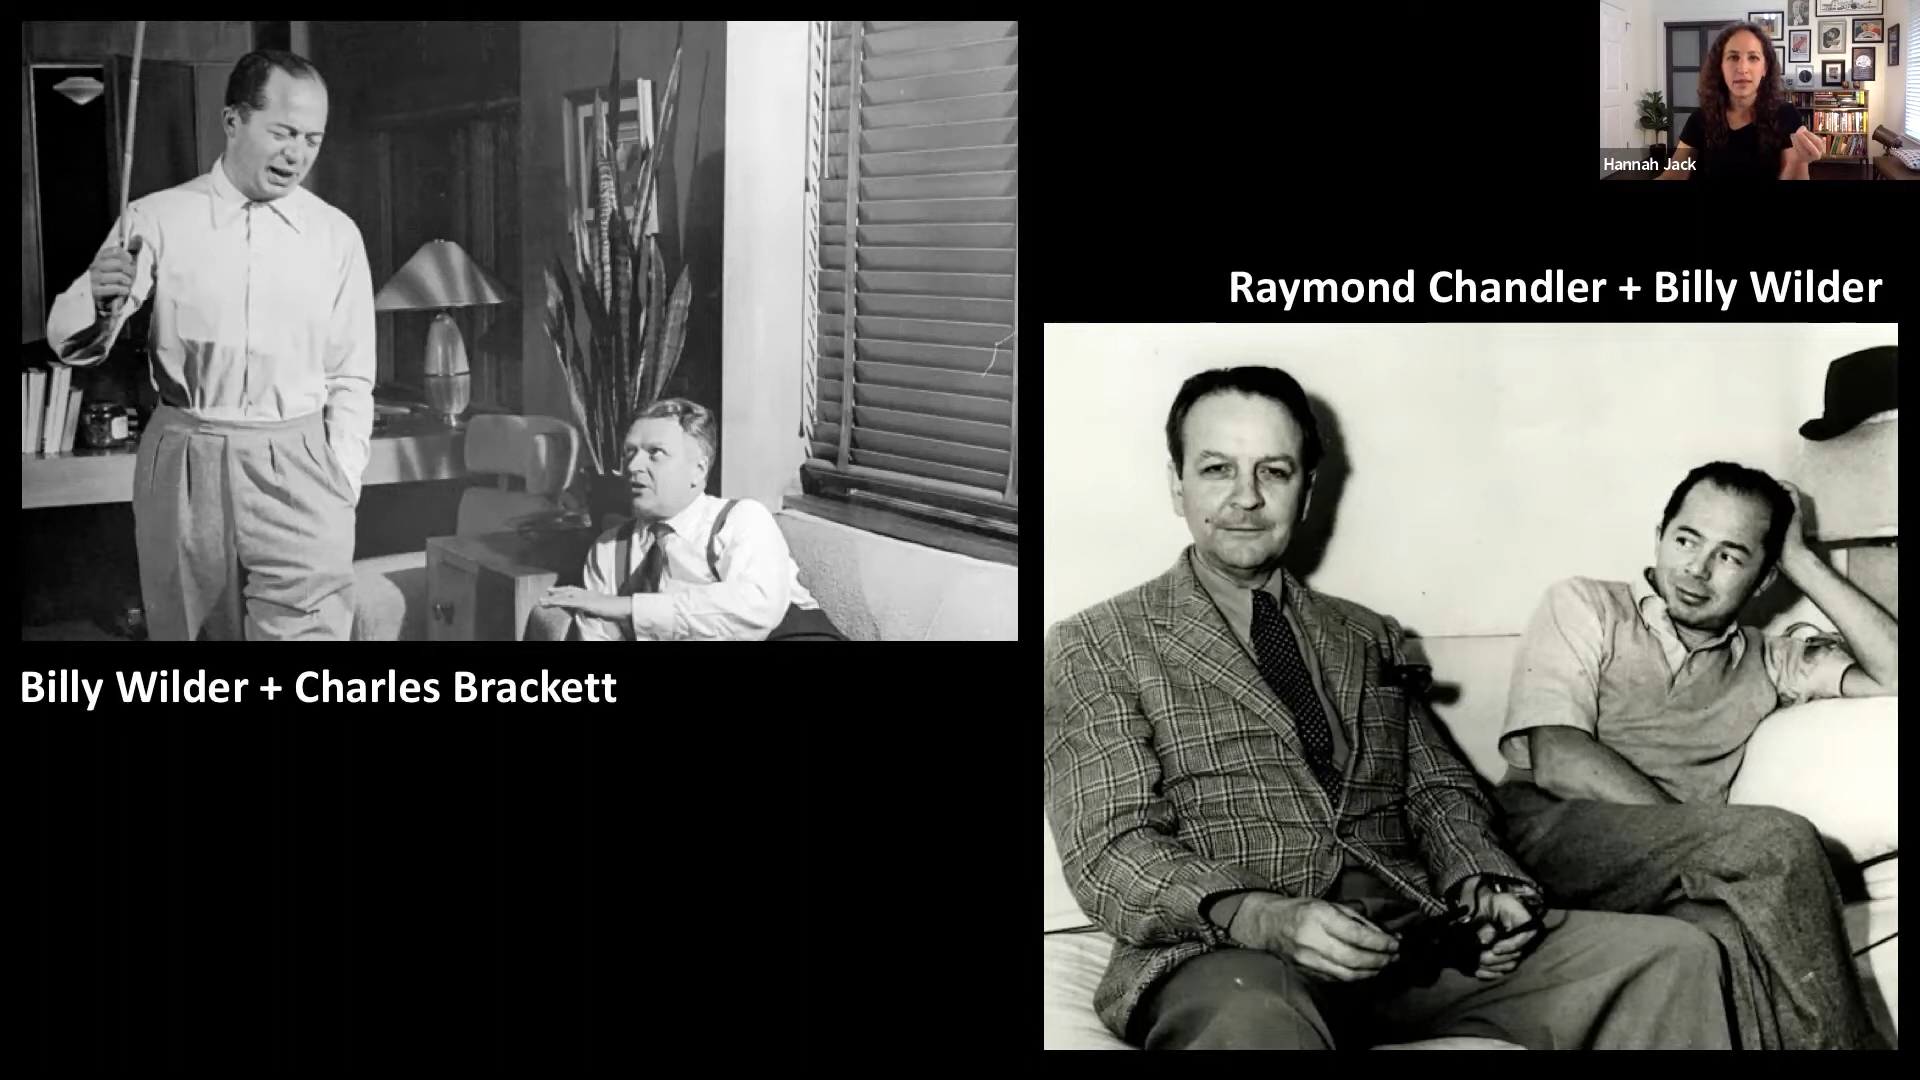 Hannah Jack
Raymond Chandler + Billy Wilder
Billy Wilder + Charles Brackett